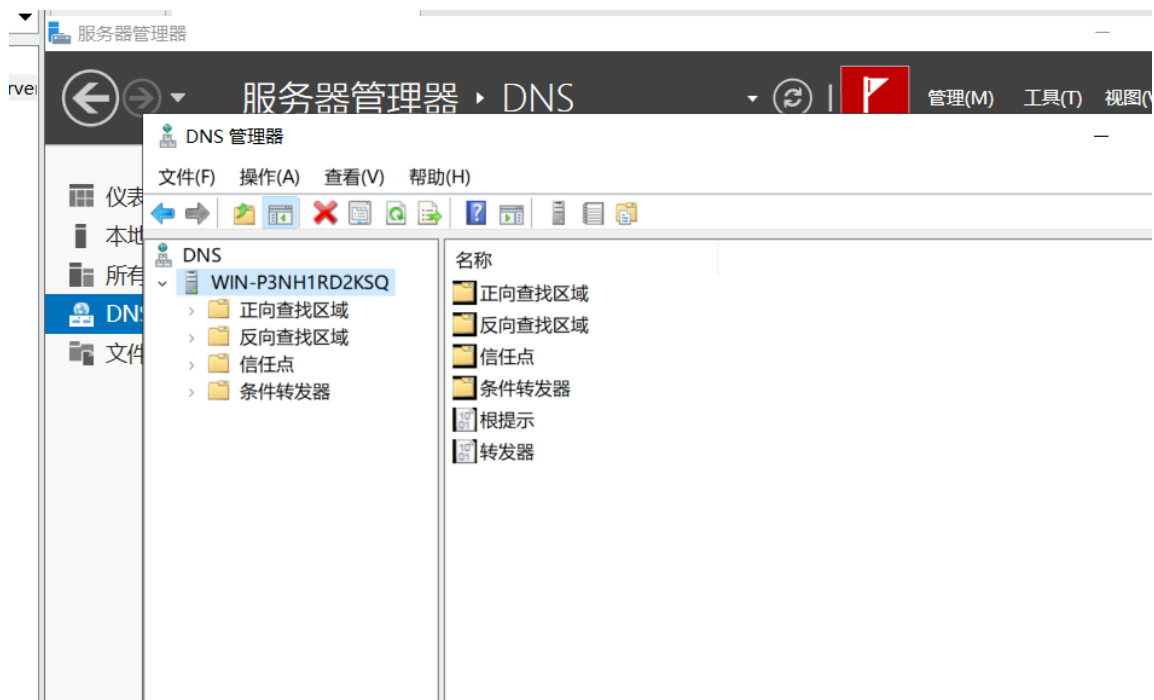 服务器管理器
服务器管理器 · DNS
管理(M) 工具(T) 视图(V
DNS 管理器
文件(F) 操作(A) 查看(V) 帮助(H)
仪表
本地
所有
DNS
文件
DNS
WIN-P3NH1RD2KSQ
正向查找区域
反向查找区域
信任点
条件转发器
名称
正向查找区域
反向查找区域
信任点
条件转发器
根提示
转发器